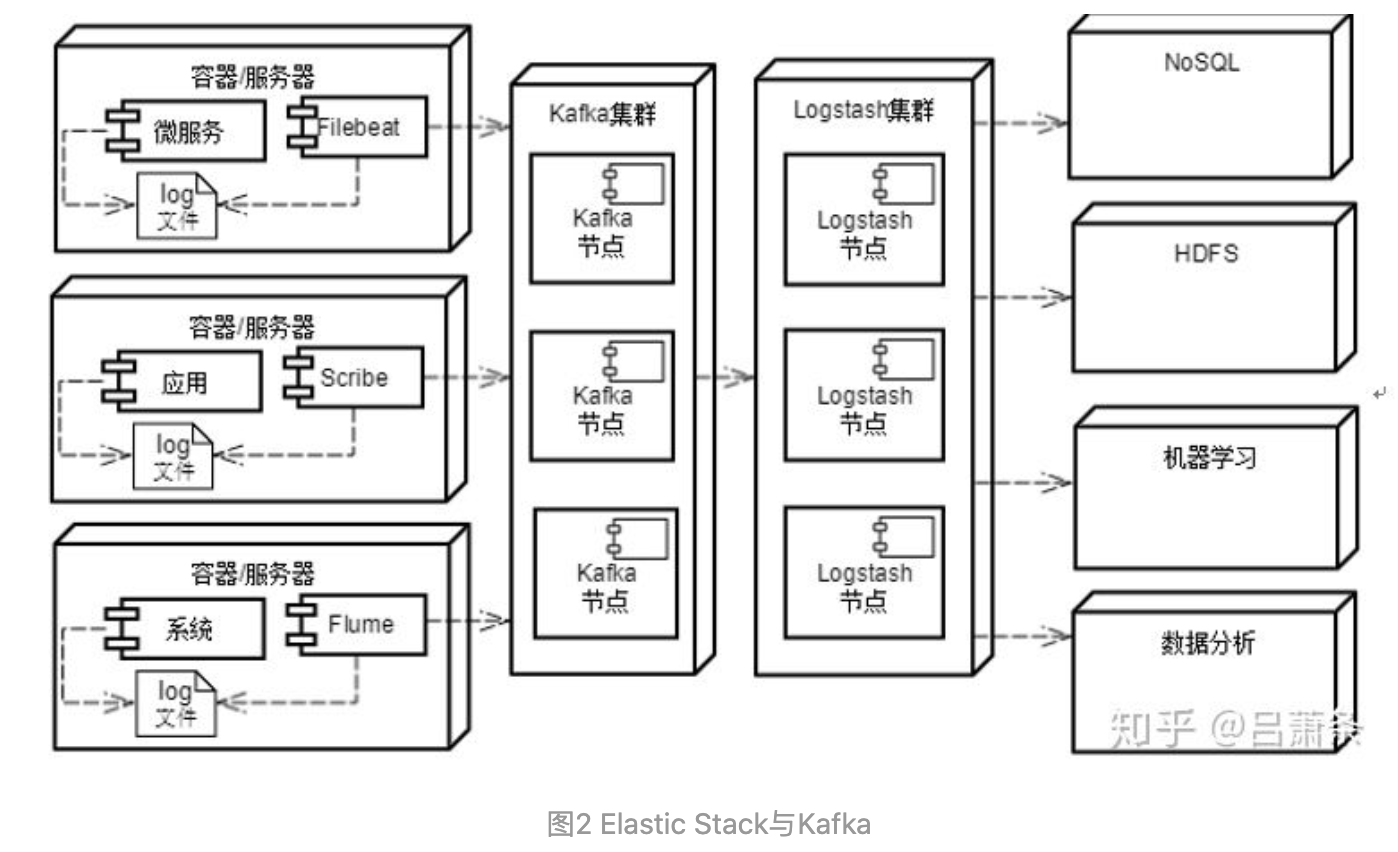 容器/服务器
微服务
Filebeat
log
文件
容器/服务器
应用
Scribe
log
文件
容器/服务器
系统
Flume
log
文件
Kafka集群
Kafka
节点
Kafka
节点
Kafka
节点
Logstash集群
Logstash
节点
Logstash
节点
Logstash
节点
NoSQL
HDFS
机器学习
数据分析
知乎 @吕萧条
图2 Elastic Stack与Kafka